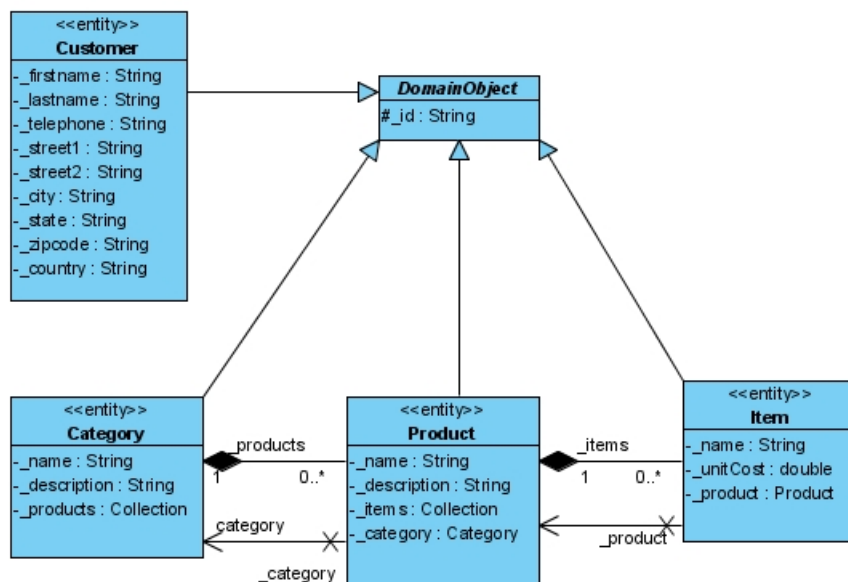 <<entity>>
Customer
-_firstname : String
-_lastname : String
-_telephone : String
-_street1 : String
-_street2 : String
-_city : String
-_state : String
-_zipcode : String
-_country : String
DomainObject
#_id : String
<<entity>>
Category
-_name : String
-_description : String
-_products : Collection
_products
1
0..*
category
_category
<<entity>>
Product
-_name : String
-_description : String
-_items : Collection
-_category : Category
_items
1
0..*
_product
<<entity>>
Item
-_name : String
-_unitCost : double
-_product : Product